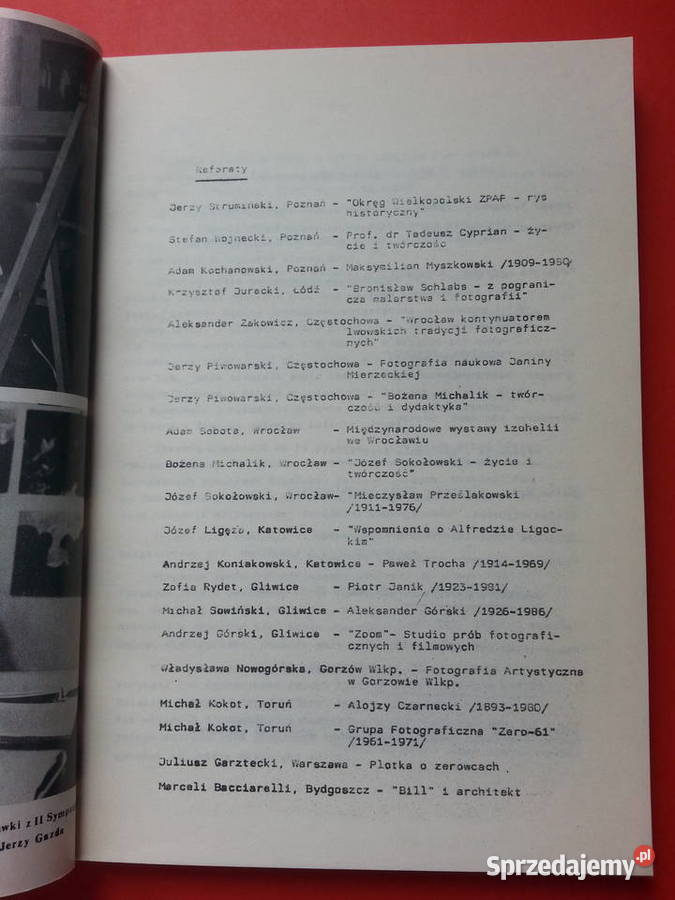 Referaty
Jerzy Strumiński, Poznań - "Okręg Wielkopolski ZPAF - rys
historyczny"
Stefan Wojnecki, Poznań - Prof. dr Tadeusz Cyprian - ży-
cie i twórczość
Adam Kochanowski, Poznań - Maksymilian Myszkowski /1909-1980/
Krzysztof Jurecki, Łódź - "Bronisław Schlabs - z pogra­ni-
cza malarstwa i fotografii"
Aleksander Żakowicz, Częstochowa - "Wrocław kontynuatorem
lwowskich tradycji fotograficz-
nych"
Jerzy Piwowarski, Częstochowa - Fotografia naukowa Janiny
Mierzeckiej
Jerzy Piwowarski, Częstochowa - "Bożena Michalik - twór-
czość i dydaktyka"
Adam Sobota, Wrocław - Międzynarodowe wystawy izohelii
we Wrocławiu
Bożena Michalik, Wrocław - "Józef Sokołowski - życie i
twórczość"
Józef Sokołowski, Wrocław- "Mieczysław Prześlakowski
/1911-1976/
Józef Ligęza, Katowice - "Wspomnienie o Alfredzie Ligoc-
kim"
Andrzej Koniakowski, Katowice - Paweł Trocha /1914-1969/
Zofia Rydet, Gliwice - Piotr Janik /1923-1981/
Michał Sowiński, Gliwice - Aleksander Górski /1926-1986/
Andrzej Górski, Gliwice - "Zoom"- Studio prób fotografi-
cznych i filmowych
Władysława Nowogórska, Gorzów Wlkp. - Fotografia Artystyczna
w Gorzowie Wlkp.
Michał Kokot, Toruń - Alojzy Czarnecki /1893-1980/
Michał Kokot, Toruń - Grupa Fotograficzna "Zero-61"
/1961-1971/
Juliusz Garztecki, Warszawa - Plotka o zerowcach
Marceli Bacciarelli, Bydgoszcz - "Bill" i architekt
wki z II Sympo
Jerzy Gazda
Sprzedajemy.pl